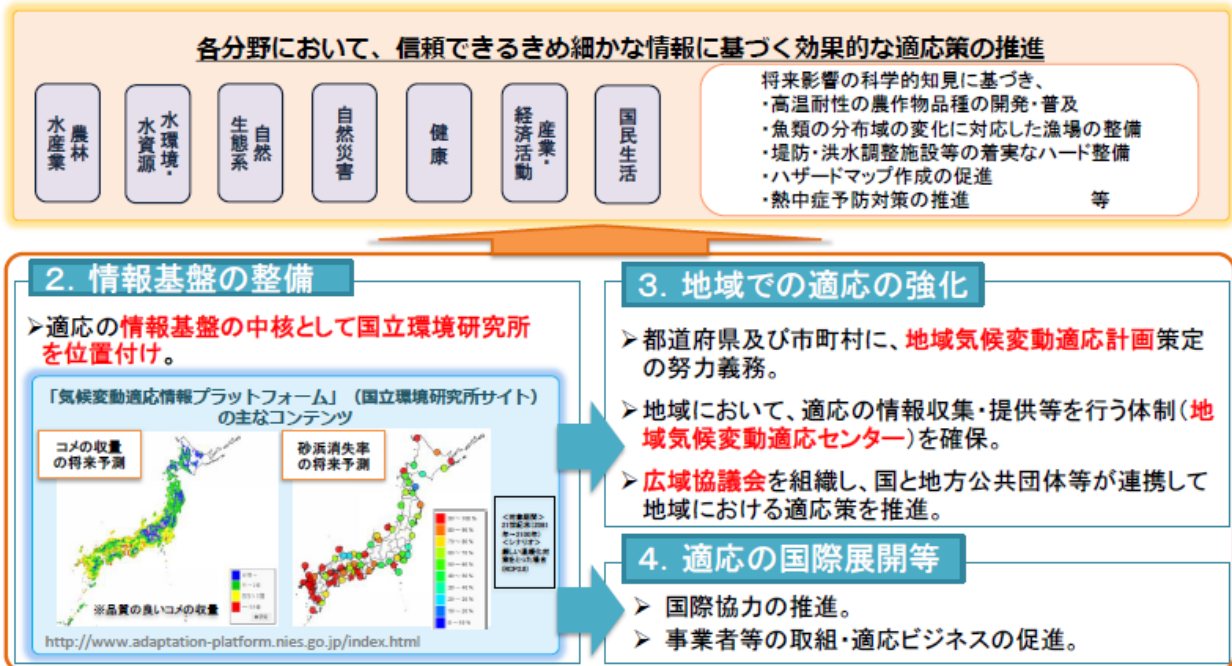 各分野において、信頼できるきめ細かな情報に基づく効果的な適応策の推進
農林
水産業
水環境・
水資源
自然
生態系
自然災害
健康
産業・
経済活動
国民生活
将来影響の科学的知見に基づき、
・高温耐性の農作物品種の開発・普及
・魚類の分布域の変化に対応した漁場の整備
・堤防・洪水調整施設等の着実なハード整備
・ハザードマップ作成の促進
・熱中症予防対策の推進 等
2. 情報基盤の整備
➢適応の情報基盤の中核として国立環境研究所
を位置付け。
「気候変動適応情報プラットフォーム」(国立環境研究所サイト)
の主なコンテンツ
コメの収量
の将来予測
砂浜消失率
の将来予測
※品質の良いコメの収量
<対象期間>
http://www.adaptation-platform.nies.go.jp/index.html
3. 地域での適応の強化
➢都道府県及び市町村に、地域気候変動適応計画策定
の努力義務。
➢地域において、適応の情報収集・提供等を行う体制(地
域気候変動適応センター)を確保。
➢広域協議会を組織し、国と地方公共団体等が連携して
地域における適応策を推進。
4. 適応の国際展開等
➢ 国際協力の推進。
➢ 事業者等の取組・適応ビジネスの促進。